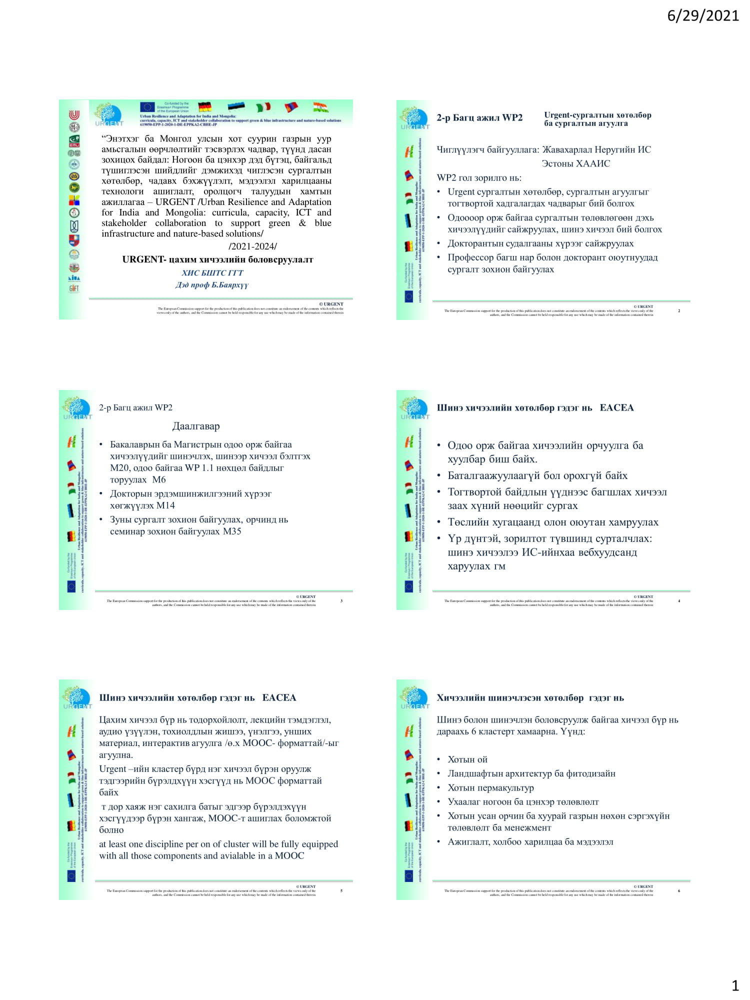 6/29/2021
Co-funded by the
Erasmus+ Programme
of the European Union
URGENT
Urban Resilience and Adaptation for India and Mongolia:
curricula, capacity, ICT and stakeholder collaboration to support green & blue infrastructure and nature-based solutions
619050-EPP-1-2020-1-DE-EPPKA2-CBHE-JP
“Энэтхэг ба Монгол улсын хот суурин газрын уур
амьсгалын өөрчлөлтийг тэсвэрлэх чадвар, түүнд дасан
зохицох байдал: Ногоон ба цэнхэр дэд бүтэц, байгальд
түшиглэсэн шийдлийг дэмжихэд чиглэсэн сургалтын
хөтөлбөр, чадавх бэхжүүлэлт, мэдээлэл харилцааны
технологи ашиглалт, оролцогч талуудын хамтын
ажиллагаа – URGENT /Urban Resilience and Adaptation
for India and Mongolia: curricula, capacity, ICT and
stakeholder collaboration to support green & blue
infrastructure and nature-based solutions/
/2021-2024/
URGENT- цахим хичээлийн боловсруулалт
ХИС БШТС ГГТ
Дэд проф Б.Баярхүү
© URGENT
The European Commission support for the production of this publication does not constitute an endorsement of the contents which reflects the
views only of the authors, and the Commission cannot be held responsible for any use which may be made of the information contained therein
URGENT
2-р Багц ажил WP2
Urgent-сургалтын хөтөлбөр
ба сургалтын агуулга
Чиглүүлэгч байгууллага: Жавахарлал Неругийн ИС
Эстоны ХААИС
WP2 гол зорилго нь:
• Urgent сургалтын хөтөлбөр, сургалтын агуулгыг
тогтвортой хадгалагдах чадварыг бий болгох
• Одоооор орж байгаа сургалтын төлөвлөгөөн дэхь
хичээлүүдийг сайжруулах, шинэ хичээл бий болгох
• Докторантын судалгааны хүрээг сайжруулах
• Профессор багш нар болон докторант оюутнуудад
сургалт зохион байгуулах
© URGENT
The European Commission support for the production of this publication does not constitute an endorsement of the contents which reflects the views only of the
authors, and the Commission cannot be held responsible for any use which may be made of the information contained therein
2
URGENT
2-р Багц ажил WP2
Даалгавар
• Бакалаврын ба Магистрын одоо орж байгаа
хичээлүүдийг шинэчлэх, шинээр хичээл бэлтгэх
М20, одоо байгаа WP 1.1 нөхцөл байдлыг
торуулах М6
• Докторын эрдэмшинжилгээний хүрээг
хөгжүүлэх М14
• Зуны сургалт зохион байгуулах, орчинд нь
семинар зохион байгуулах М35
© URGENT
The European Commission support for the production of this publication does not constitute an endorsement of the contents which reflects the views only of the
authors, and the Commission cannot be held responsible for any use which may be made of the information contained therein
3
URGENT
Шинэ хичээлийн хөтөлбөр гэдэг нь EACEA
• Одоо орж байгаа хичээлийн орчуулга ба
хуулбар биш байх.
• Баталгаажуулаагүй бол орохгүй байх
• Тогтвортой байдлын үүднээс багшлах хичээл
заах хүний нөөцийг сургах
• Төслийн хугацаанд олон оюутан хамруулах
• Үр дүнтэй, зорилтот түвшинд сурталчлах:
шинэ хичээлээ ИС-ийнхаа вебхуудсанд
харуулах гм
© URGENT
The European Commission support for the production of this publication does not constitute an endorsement of the contents which reflects the views only of the
authors, and the Commission cannot be held responsible for any use which may be made of the information contained therein
4
URGENT
Шинэ хичээлийн хөтөлбөр гэдэг нь EACEA
Цахим хичээл бүр нь тодорхойлолт, лекцийн тэмдэглэл,
аудио үзүүлэн, тохиолдлын жишээ, үнэлгээ, унших
материал, интерактив агуулга /ө.х MOOC- форматтай/-ыг
агуулна.
Urgent –ийн кластер бүрд нэг хичээл бүрэн оруулж
тэдгээрийн бүрэлдхүүн хэсгүүд нь MOOC форматтай
байх
т дор хаяж нэг сахилга батыг эдгээр бүрэлдэхүүн
хэсгүүдээр бүрэн хангаж, MOOC-т ашиглах боломжтой
болно
at least one discipline per on of cluster will be fully equipped
with all those components and avialable in a MOOC
© URGENT
The European Commission support for the production of this publication does not constitute an endorsement of the contents which reflects the views only of the
authors, and the Commission cannot be held responsible for any use which may be made of the information contained therein
5
URGENT
Хичээлийн шинэчлэсэн хөтөлбөр гэдэг нь
Шинэ болон шинэчлэн боловсруулж байгаа хичээл бүр нь
дараахь 6 кластерт хамаарна. Үүнд:
• Хотын ой
• Ландшафтын архитектур ба фитодизайн
• Хотын пермакультур
• Ухаалаг ногоон ба цэнхэр төлөвлөлт
• Хотын усан орчин ба хуурай газрын нөхөн сэргэхүйн
төлөвлөлт ба менежмент
• Ажиглалт, холбоо харилцаа ба мэдээлэл
© URGENT
The European Commission support for the production of this publication does not constitute an endorsement of the contents which reflects the views only of the
authors, and the Commission cannot be held responsible for any use which may be made of the information contained therein
6
1